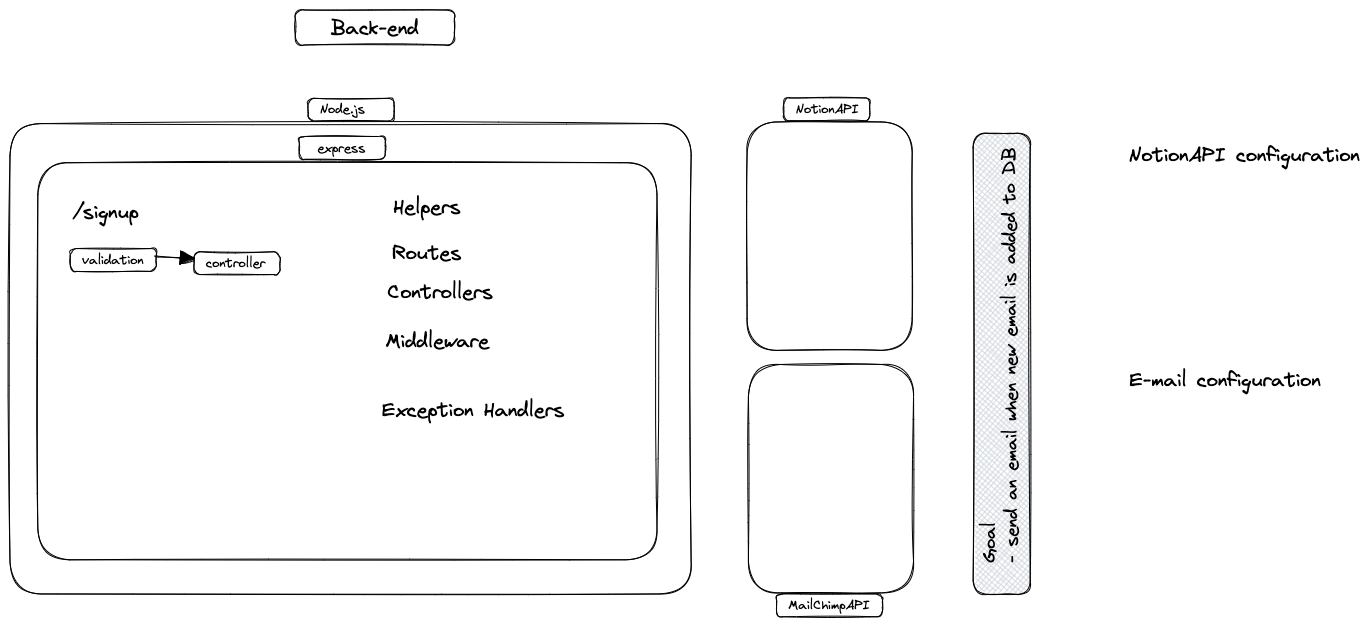 Back-end
Node.js
express
/signup
validation
controller
Helpers
Routes
Controllers
Middleware
Exception Handlers
NotionAPI
MailChimpAPI
Goal
- send an email when new email is added to DB
NotionAPI configuration
E-mail configuration